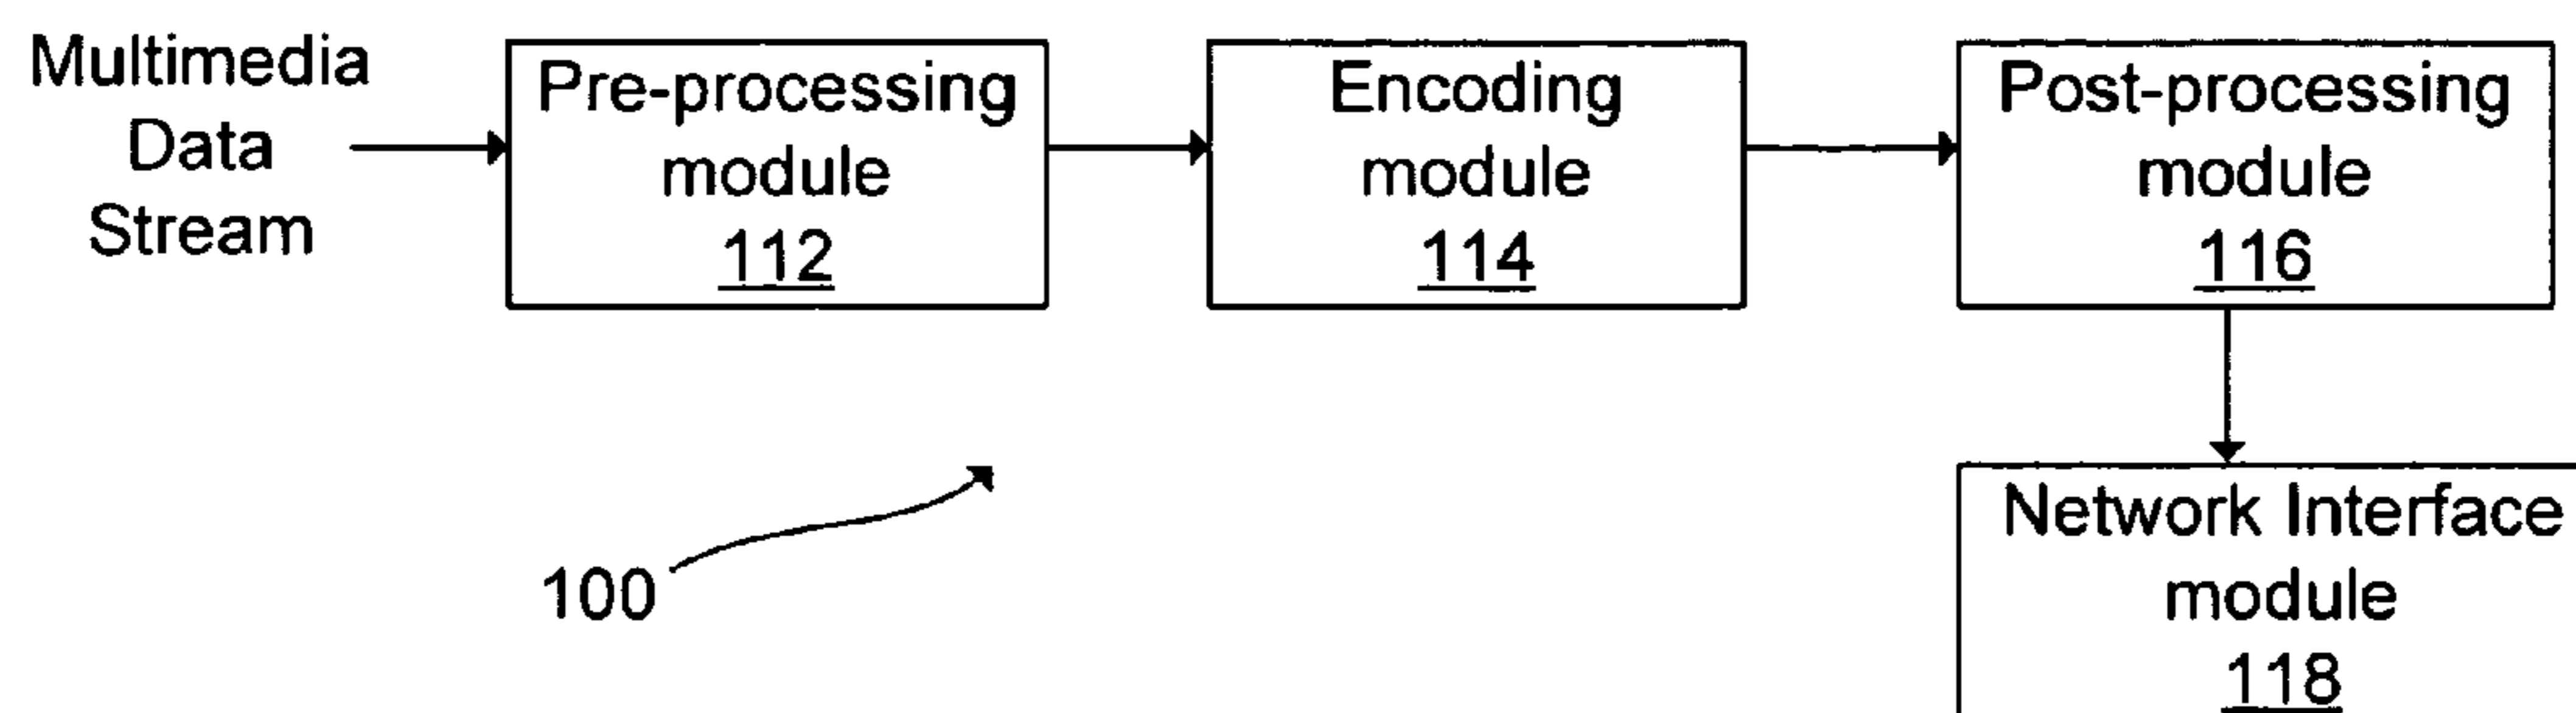 Multimedia
Data
Stream
Pre-processing
module
112
Encoding
module
114
Post-processing
module
116
Network Interface
module
118
100